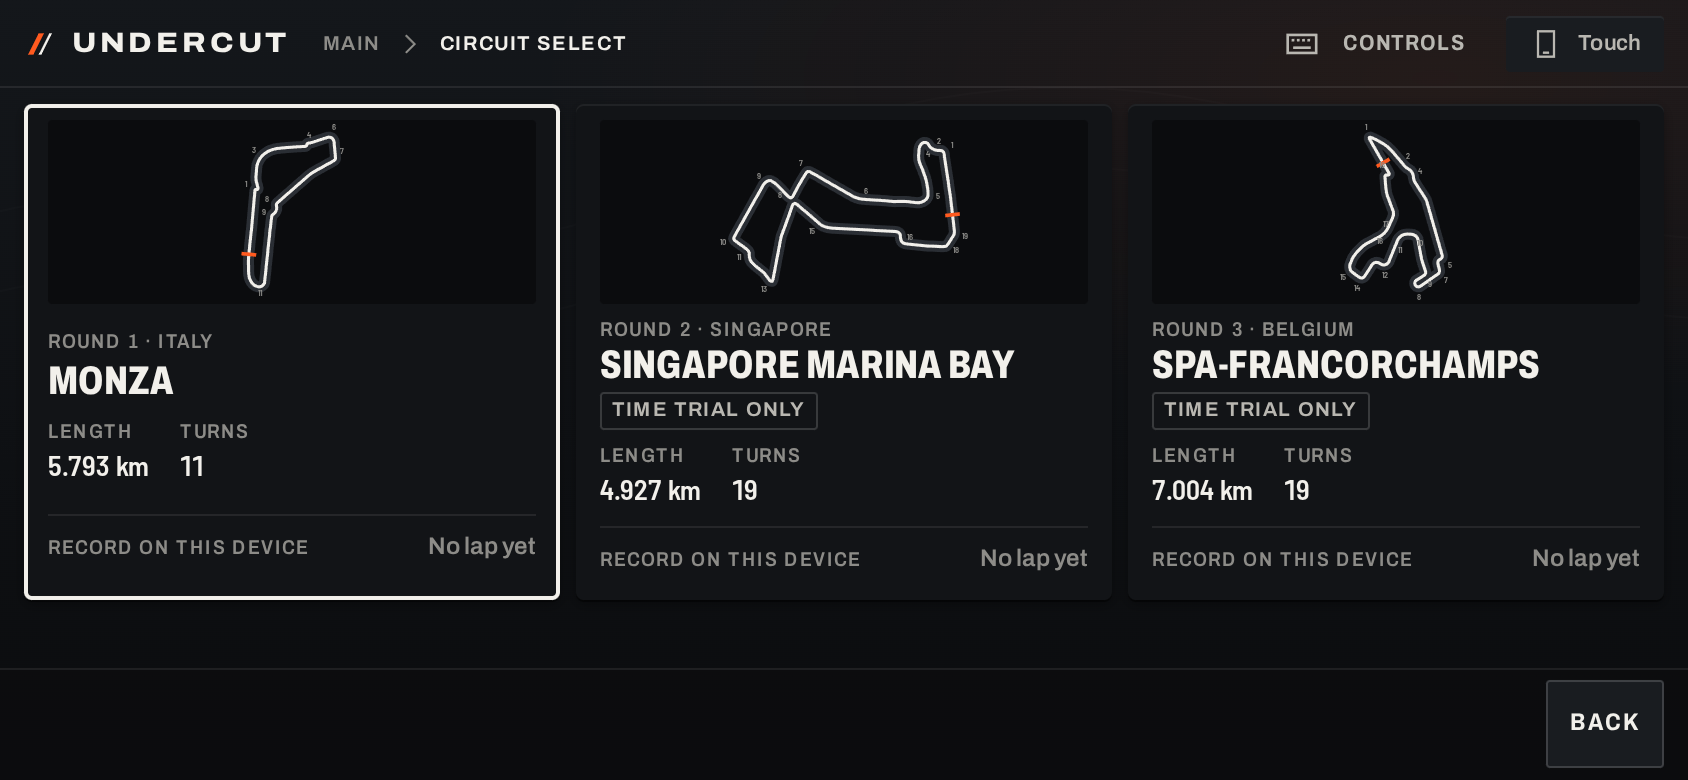 // UNDERCUT MAIN > CIRCUIT SELECT CONTROLS Touch
ROUND 1 · ITALY
MONZA
LENGTH TURNS
5.793 km 11
RECORD ON THIS DEVICE No lap yet
ROUND 2 · SINGAPORE
SINGAPORE MARINA BAY
TIME TRIAL ONLY
LENGTH TURNS
4.927 km 19
RECORD ON THIS DEVICE No lap yet
ROUND 3 · BELGIUM
SPA-FRANCORCHAMPS
TIME TRIAL ONLY
LENGTH TURNS
7.004 km 19
RECORD ON THIS DEVICE No lap yet
BACK